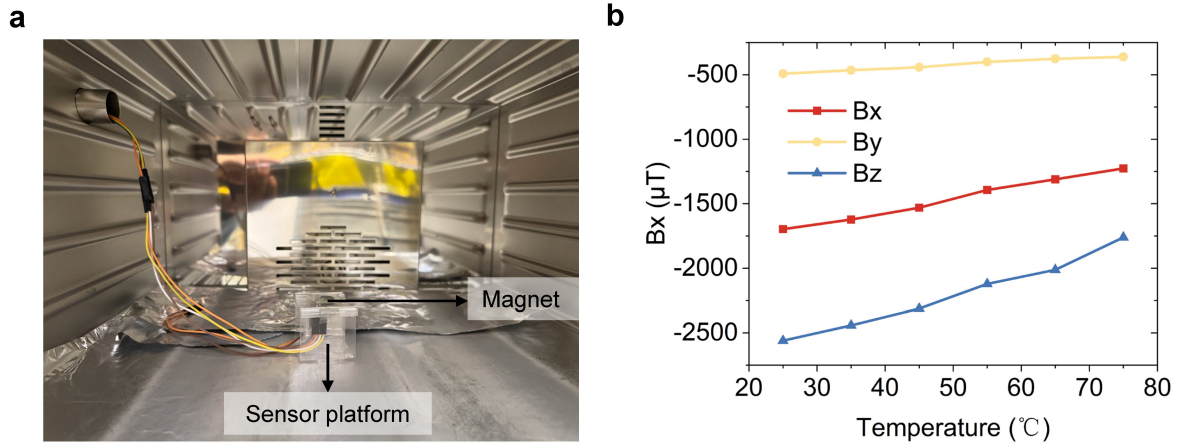 a
Magnet
Sensor platform
b
-500
-1000
-1500
-2000
-2500
Bx (μT)
Bx
By
Bz
20 30 40 50 60 70 80
Temperature (℃)